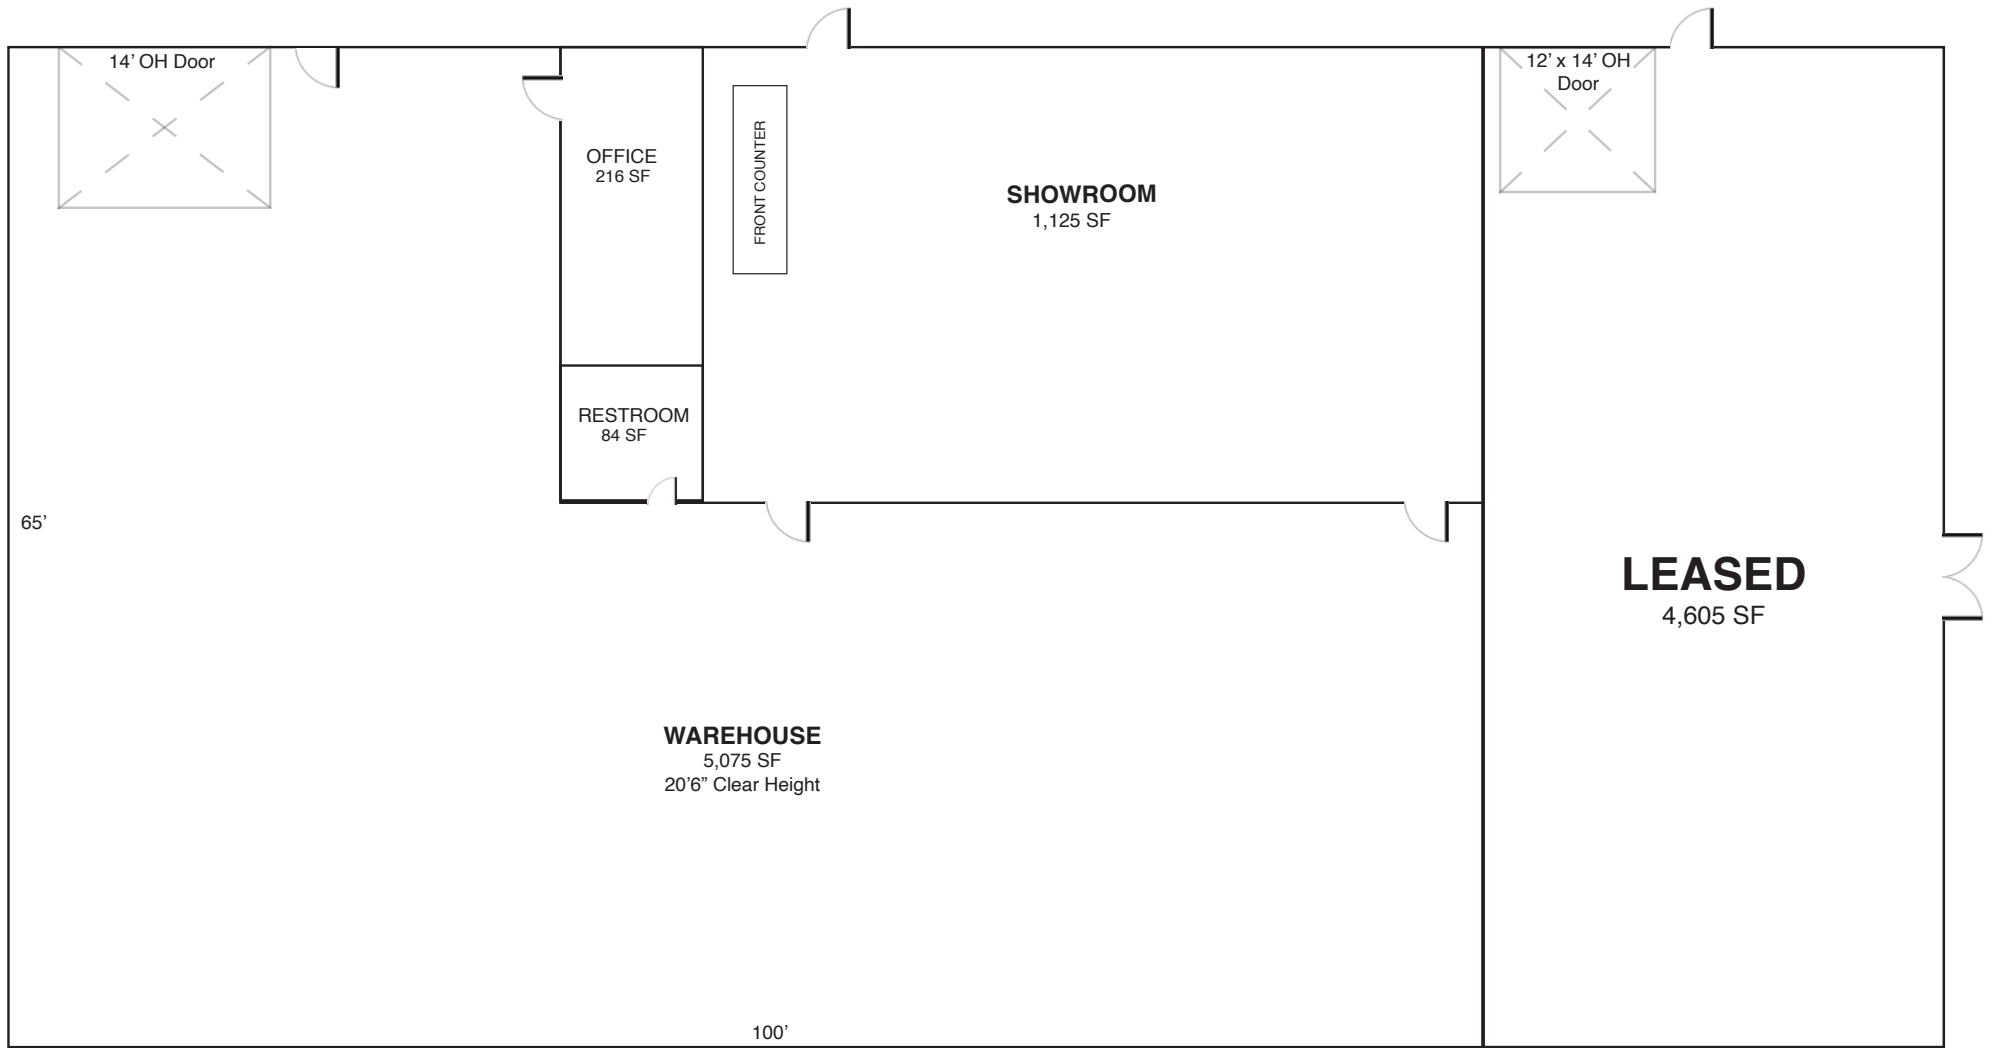 14’ OH Door
12’ x 14’ OH
Door
OFFICE
216 SF
FRONT COUNTER
SHOWROOM
1,125 SF
RESTROOM
84 SF
65’
LEASED
4,605 SF
WAREHOUSE
5,075 SF
20’6” Clear Height
100’